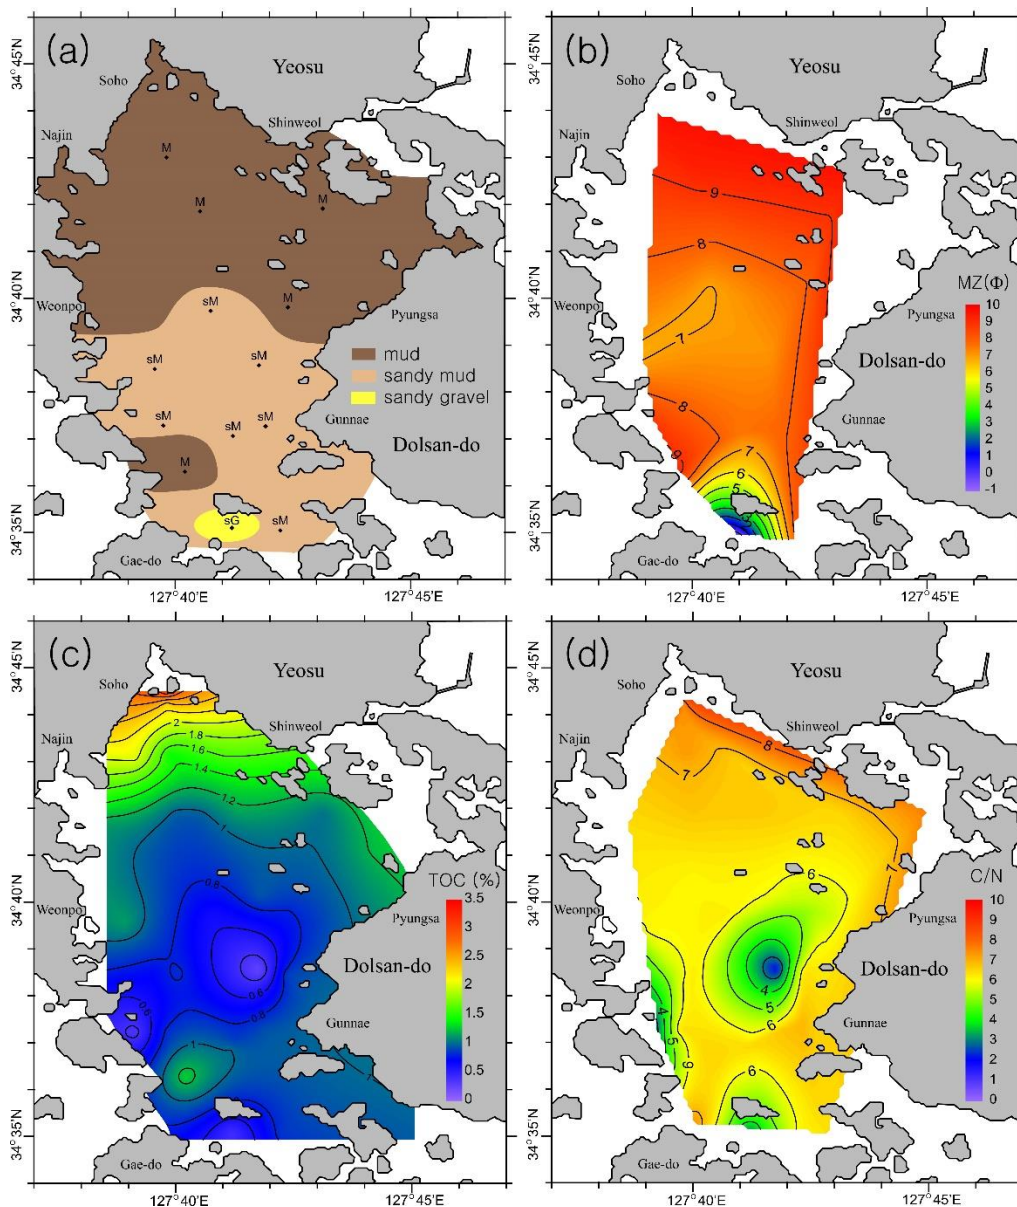 (a)
Yeosu
Soho
Shinweol
Najin
M
M
M
Weonpo
sM
M
Pyungsa
sM
sM
mud
sandy mud
sandy gravel
sM
sM
sM
Gunnae
Dolsan-do
M
sG
sM
Gae-do
34°45'N
34°40'N
34°35'N
127°40'E
127°45'E
(b)
Yeosu
Soho
Shinweol
Najin
9
8
7
Weonpo
MZ(Φ)
10
9
8
7
6
5
4
3
2
1
0
-1
Pyungsa
Dolsan-do
Gunnae
8
9
7
6
5
Gae-do
34°45'N
34°40'N
34°35'N
127°40'E
127°45'E
(c)
Yeosu
Soho
Shinweol
Najin
2
1.8
1.6
1.4
1.2
1
0.8
TOC (%)
3.5
3
2.5
2
1.5
1
0.5
0
Weonpo
Pyungsa
Dolsan-do
0.6
0.8
0.6
Gunnae
1
1
Gae-do
34°45'N
34°40'N
34°35'N
127°40'E
127°45'E
(d)
Yeosu
Soho
Shinweol
Najin
8
7
7
6
C/N
10
9
8
7
6
5
4
3
2
1
0
Weonpo
Pyungsa
Dolsan-do
4
5
6
Gunnae
4
5
6
6
5
Gae-do
34°45'N
34°40'N
34°35'N
127°40'E
127°45'E